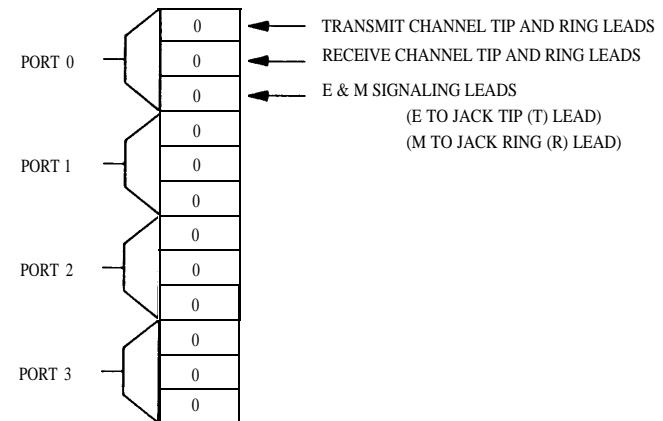 0 TRANSMIT CHANNEL TIP AND RING LEADS
PORT 0 0 RECEIVE CHANNEL TIP AND RING LEADS
0 E & M SIGNALING LEADS
(E TO JACK TIP (T) LEAD)
0
(M TO JACK RING (R) LEAD)
PORT 1 0
0
0
PORT 2 0
0
0
PORT 3 0
0